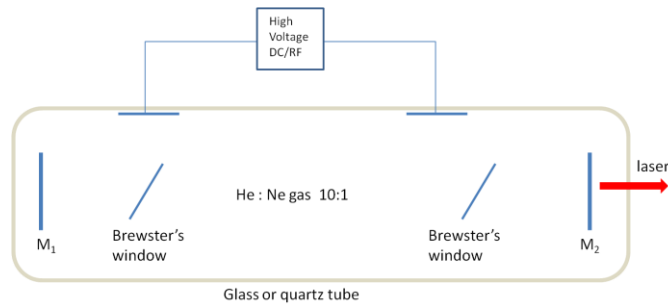 High
Voltage
DC/RF
laser
He : Ne gas 10:1
M₁
Brewster's
window
Brewster's
window
M₂
Glass or quartz tube